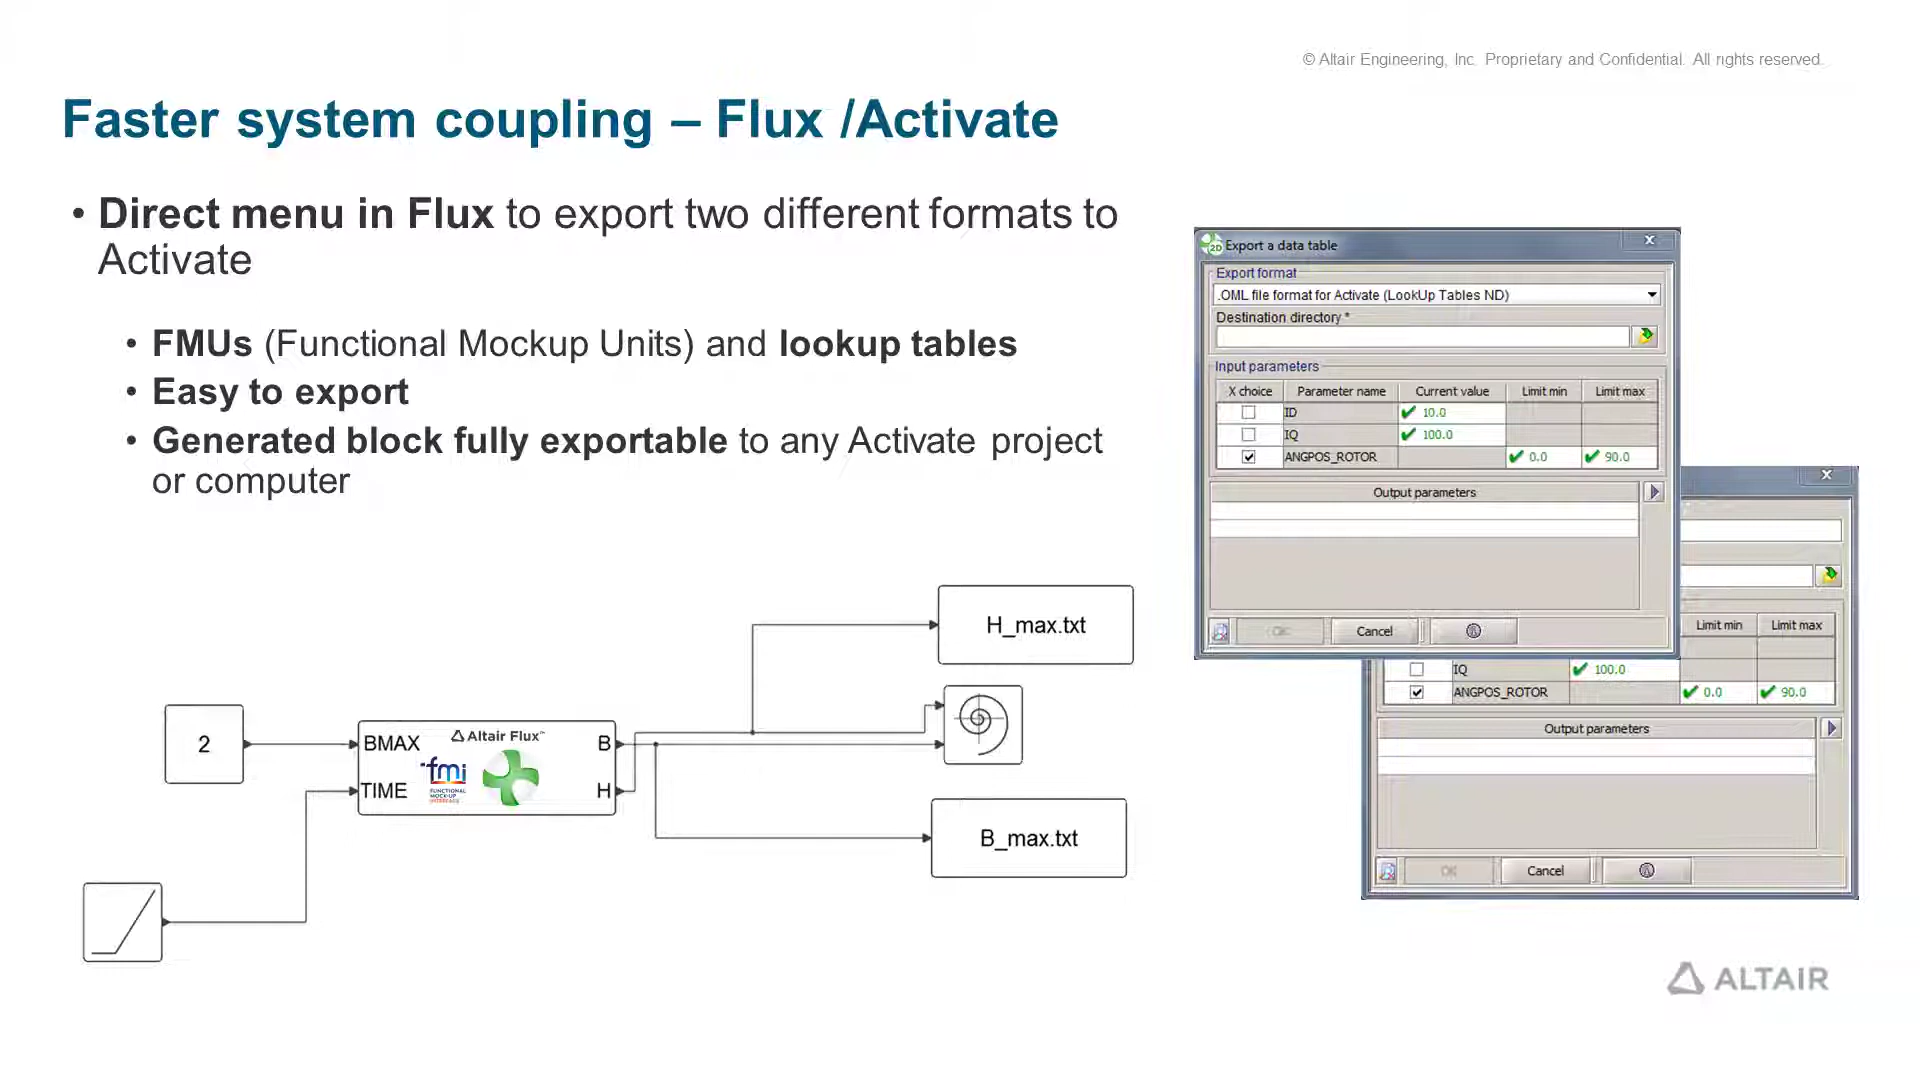 © Altair Engineering, Inc. Proprietary and Confidential. All rights reserved.
Faster system coupling – Flux /Activate
• Direct menu in Flux to export two different formats to
Activate
• FMUs (Functional Mockup Units) and lookup tables
• Easy to export
• Generated block fully exportable to any Activate project
or computer
2D Export a data table
Export format
.OML file format for Activate (LookUp Tables ND)
Destination directory *
Input parameters
X choice Parameter name Current value Limit min Limit max
ID 10.0
IQ 100.0
ANGPOS_ROTOR 0.0 90.0
Output parameters
OK Cancel
Limit min Limit max
IQ 100.0
ANGPOS_ROTOR 0.0 90.0
Output parameters
OK Cancel
H_max.txt
2
BMAX Altair Flux™ B
TIME fmi H
FUNCTIONAL
MOCK-UP
INTERFACE
B_max.txt
ALTAIR